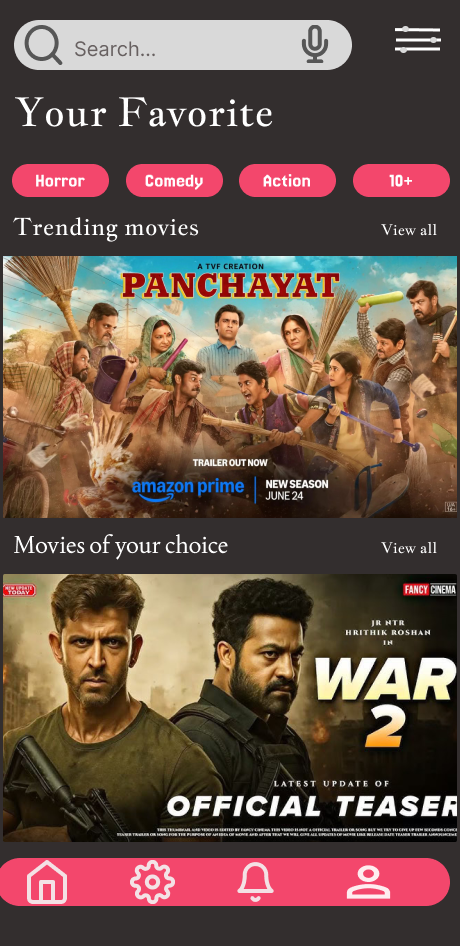 Search...
Your Favorite
Horror
Comedy
Action
10+
Trending movies
View all
A TVF CREATION
PANCHAYAT
TRAILER OUT NOW
amazon prime
NEW SEASON
JUNE 24
Movies of your choice
View all
NEW UPDATE
TODAY
FANCY CINEMA
JR NTR
HRITHIK ROSHAN
IN
WAR
2
LATEST UPDATE OF
OFFICIAL TEASER